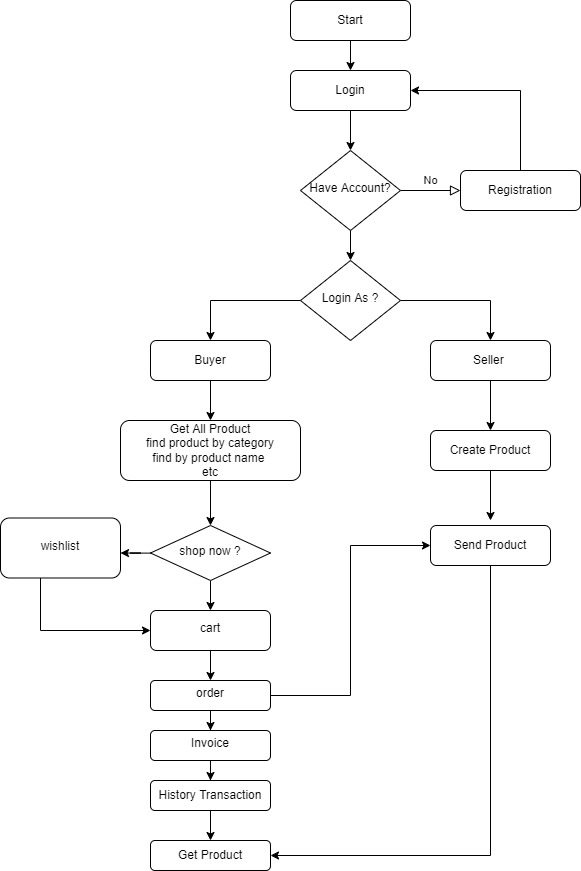 Start
Login
Have Account?
No
Registration
Login As ?
Buyer
Seller
Get All Product
find product by category
find by product name
etc
Create Product
wishlist
shop now ?
Send Product
cart
order
Invoice
History Transaction
Get Product